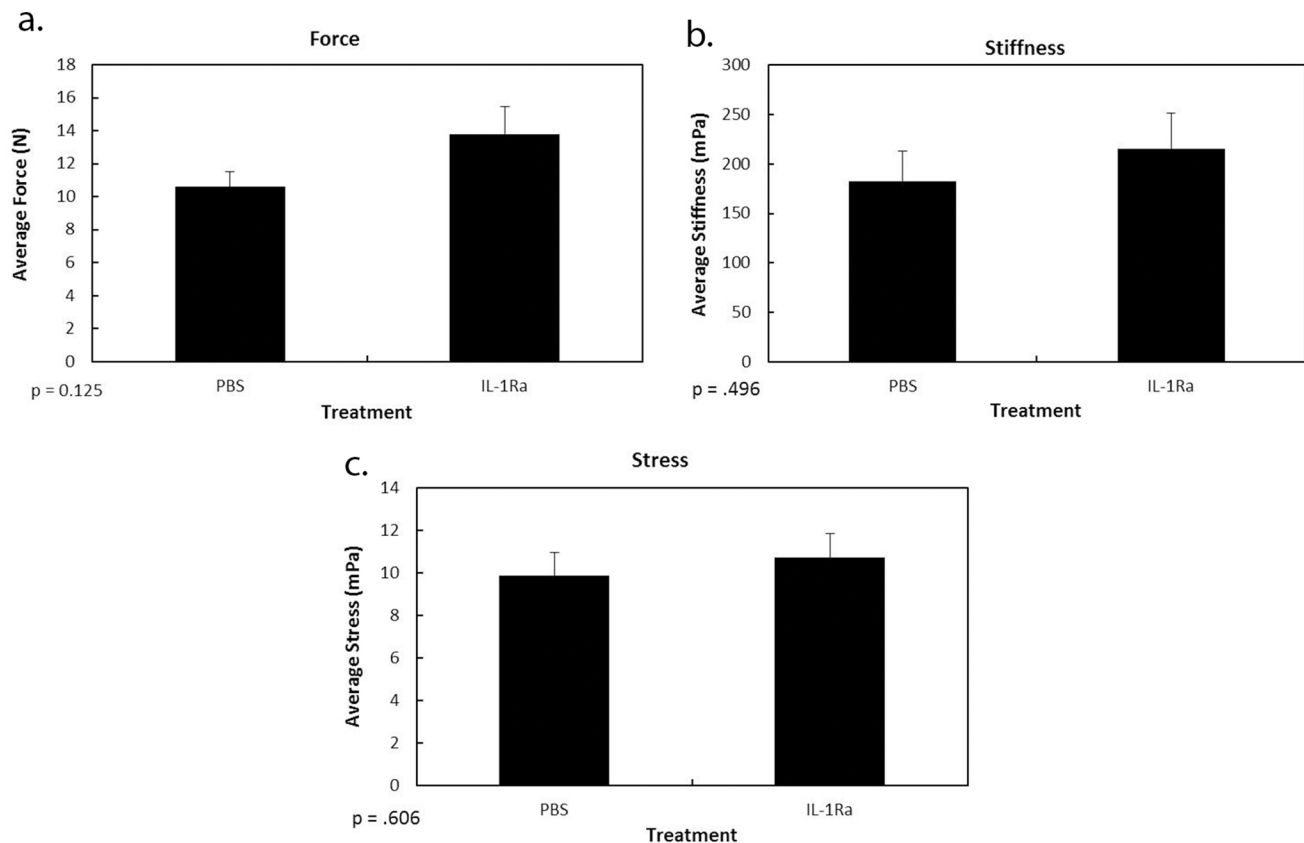 a.
Force
18
16
14
12
10
8
6
4
2
0
Average Force (N)
PBS
IL-1Ra
Treatment
p = 0.125
b.
Stiffness
300
250
200
150
100
50
0
Average Stiffness (mPa)
PBS
IL-1Ra
Treatment
p = .496
c.
Stress
14
12
10
8
6
4
2
0
Average Stress (mPa)
PBS
IL-1Ra
Treatment
p = .606